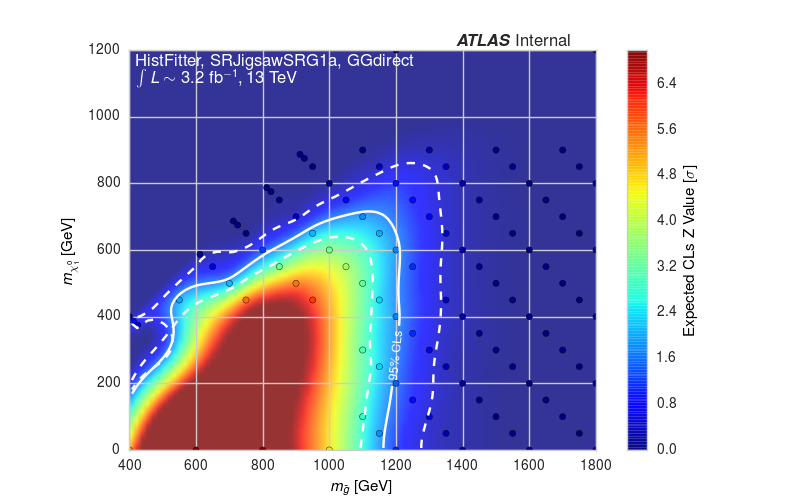 ATLAS Internal
HistFitter, SRJigsawSRG1a, GGdirect
∫ L ∼ 3.2 fb⁻¹, 13 TeV
1200
1000
800
600
400
200
0
m_χ̃₁⁰ [GeV]
95% CLs
400 600 800 1000 1200 1400 1600 1800
m_g̃ [GeV]
6.4
5.6
4.8
4.0
3.2
2.4
1.6
0.8
0.0
Expected CLs Z Value [σ]